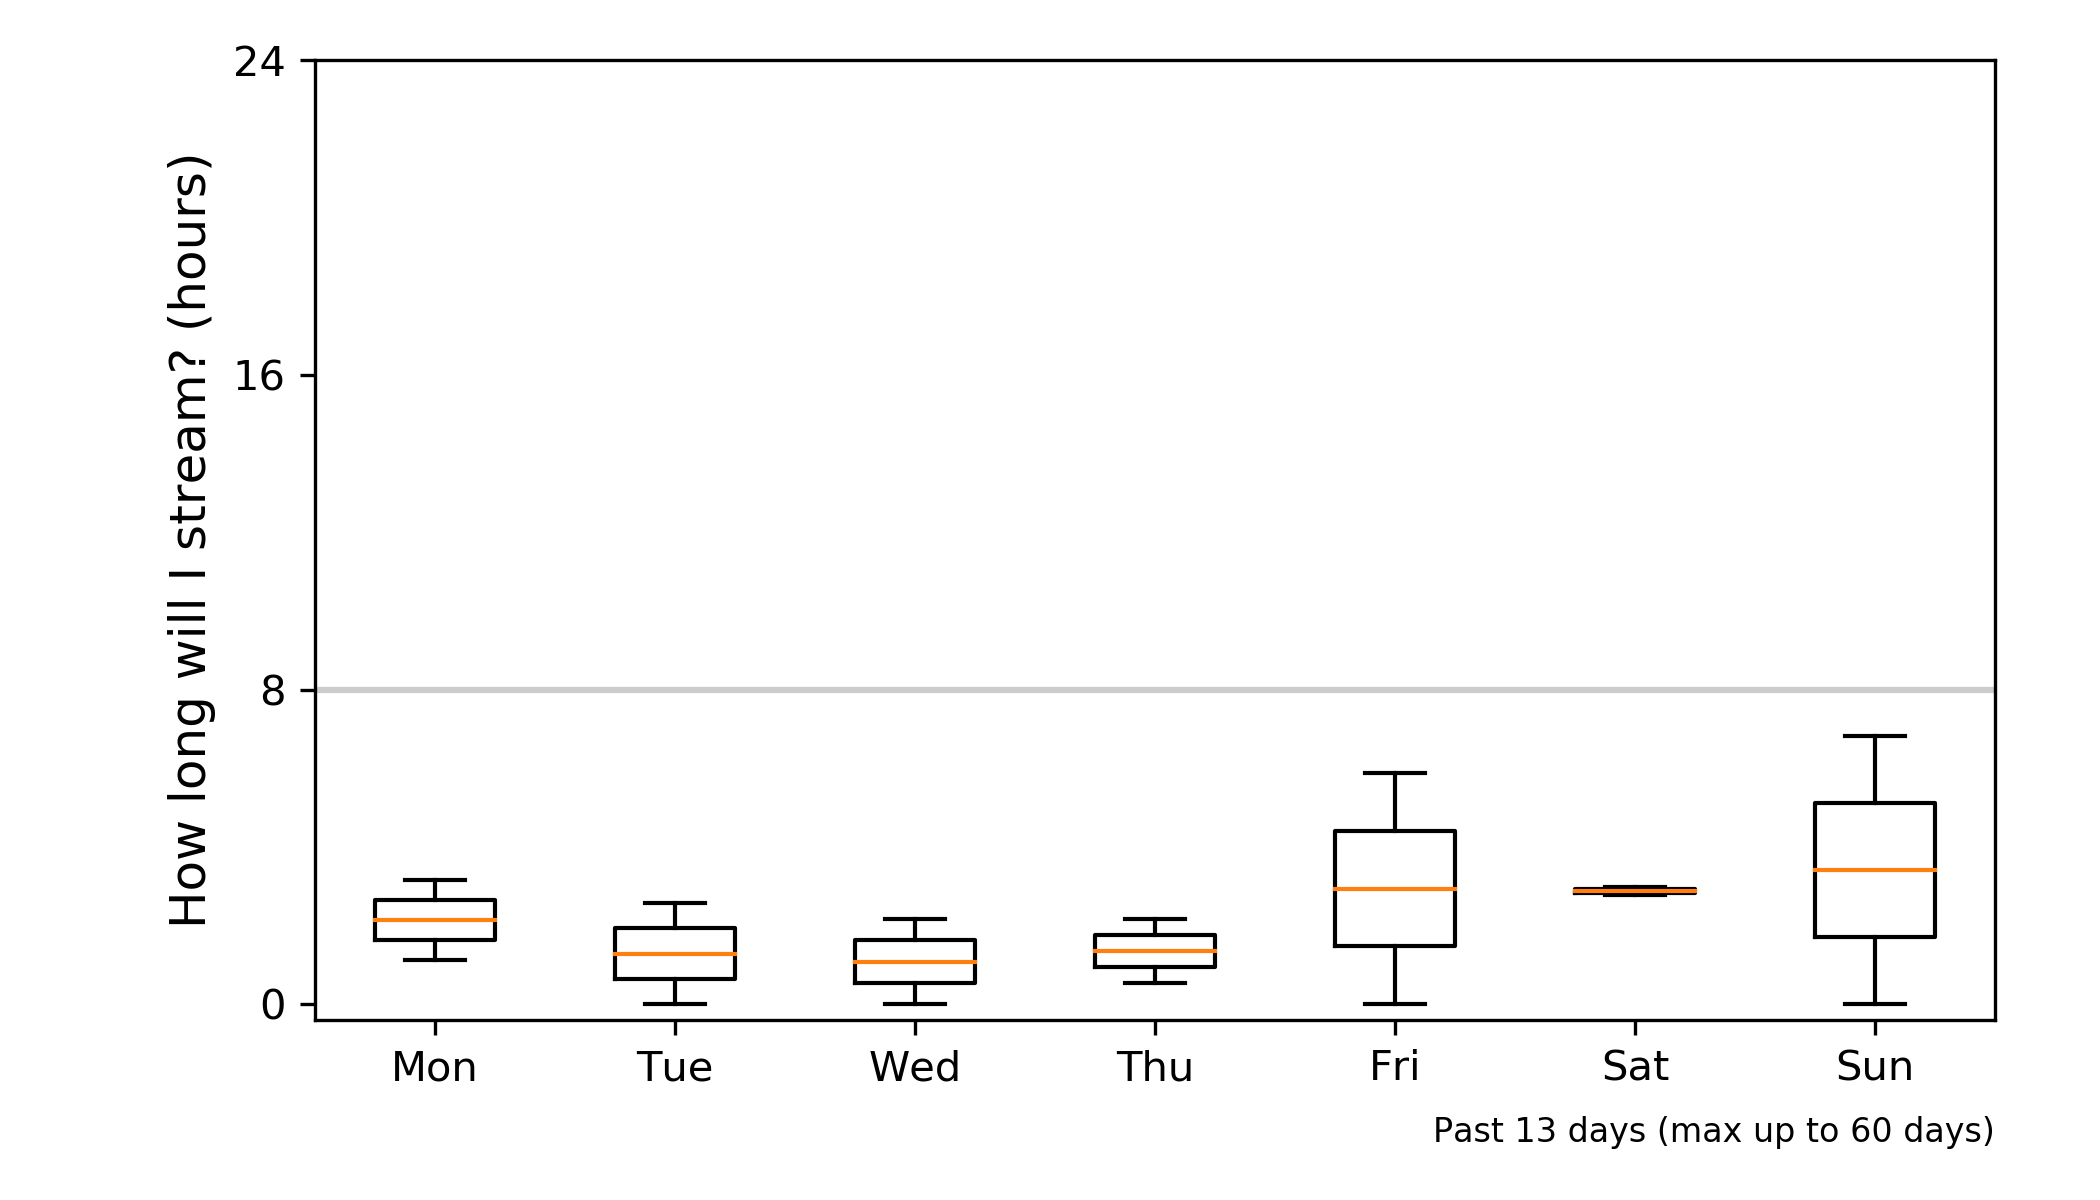 How long will I stream? (hours)
24
16
8
0
Mon Tue Wed Thu Fri Sat Sun
Past 13 days (max up to 60 days)